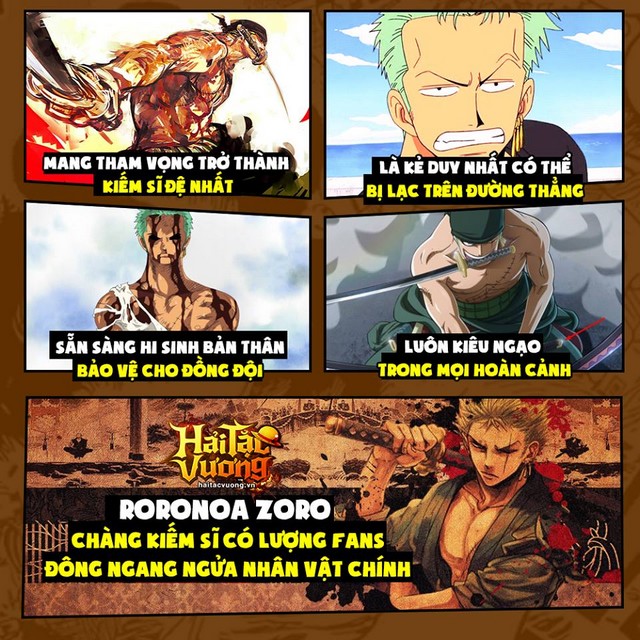 MANG THAM VỌNG TRỞ THÀNH
KIẾM SĨ ĐỆ NHẤT
LÀ KẺ DUY NHẤT CÓ THỂ
BỊ LẠC TRÊN ĐƯỜNG THẲNG
SẴN SÀNG HI SINH BẢN THÂN
BẢO VỆ CHO ĐỒNG ĐỘI
LUÔN KIÊU NGẠO
TRONG MỌI HOÀN CẢNH
HẢI TẶC
VƯƠNG
haitacvuong.vn
RORONOA ZORO
CHÀNG KIẾM SĨ CÓ LƯỢNG FANS
ĐÔNG NGANG NGỬA NHÂN VẬT CHÍNH